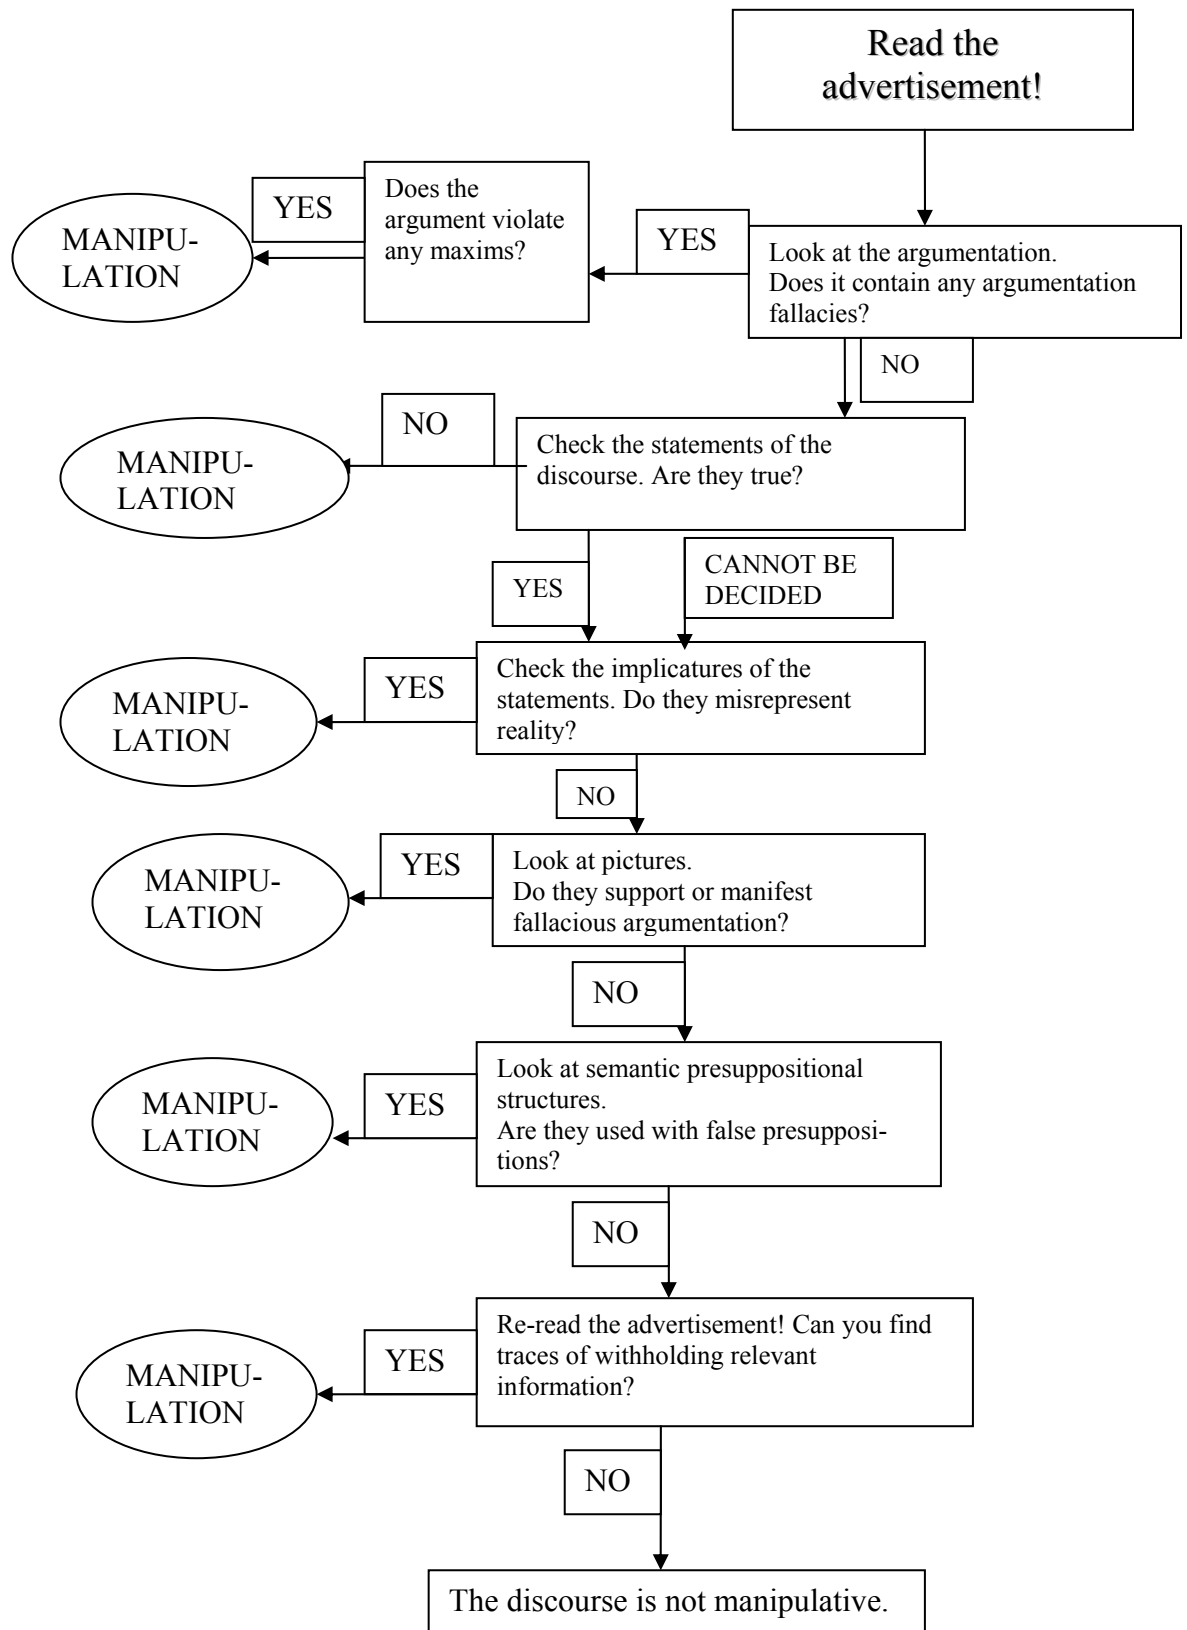 Read the
advertisement!
Look at the argumentation.
Does it contain any argumentation
fallacies?
YES
Does the
argument violate
any maxims?
YES
MANIPU-
LATION
NO
Check the statements of the
discourse. Are they true?
NO
MANIPU-
LATION
YES
CANNOT BE
DECIDED
Check the implicatures of the
statements. Do they misrepresent
reality?
YES
MANIPU-
LATION
NO
Look at pictures.
Do they support or manifest
fallacious argumentation?
YES
MANIPU-
LATION
NO
Look at semantic presuppositional
structures.
Are they used with false presupposi-
tions?
YES
MANIPU-
LATION
NO
Re-read the advertisement! Can you find
traces of withholding relevant
information?
YES
MANIPU-
LATION
NO
The discourse is not manipulative.